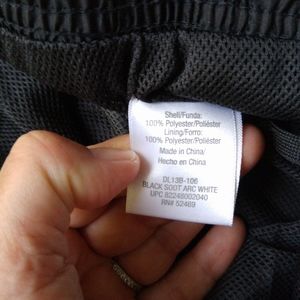 Shell/Funda:
100% Polyester/Poliéster
Lining/Forro:
100% Polyester/Poliéster
Made in China/
Hecho en China
DL13B-106
BLACK SOOT ARC WHITE
UPC 82248002040
RN# 52469